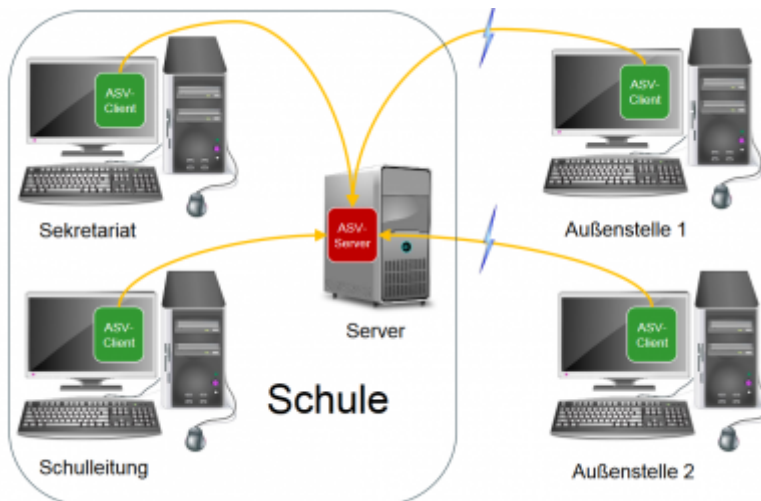 ASV-
Client
Sekretariat
ASV-
Client
Außenstelle 1
ASV-
Server
Server
ASV-
Client
Schulleitung
Schule
ASV-
Client
Außenstelle 2